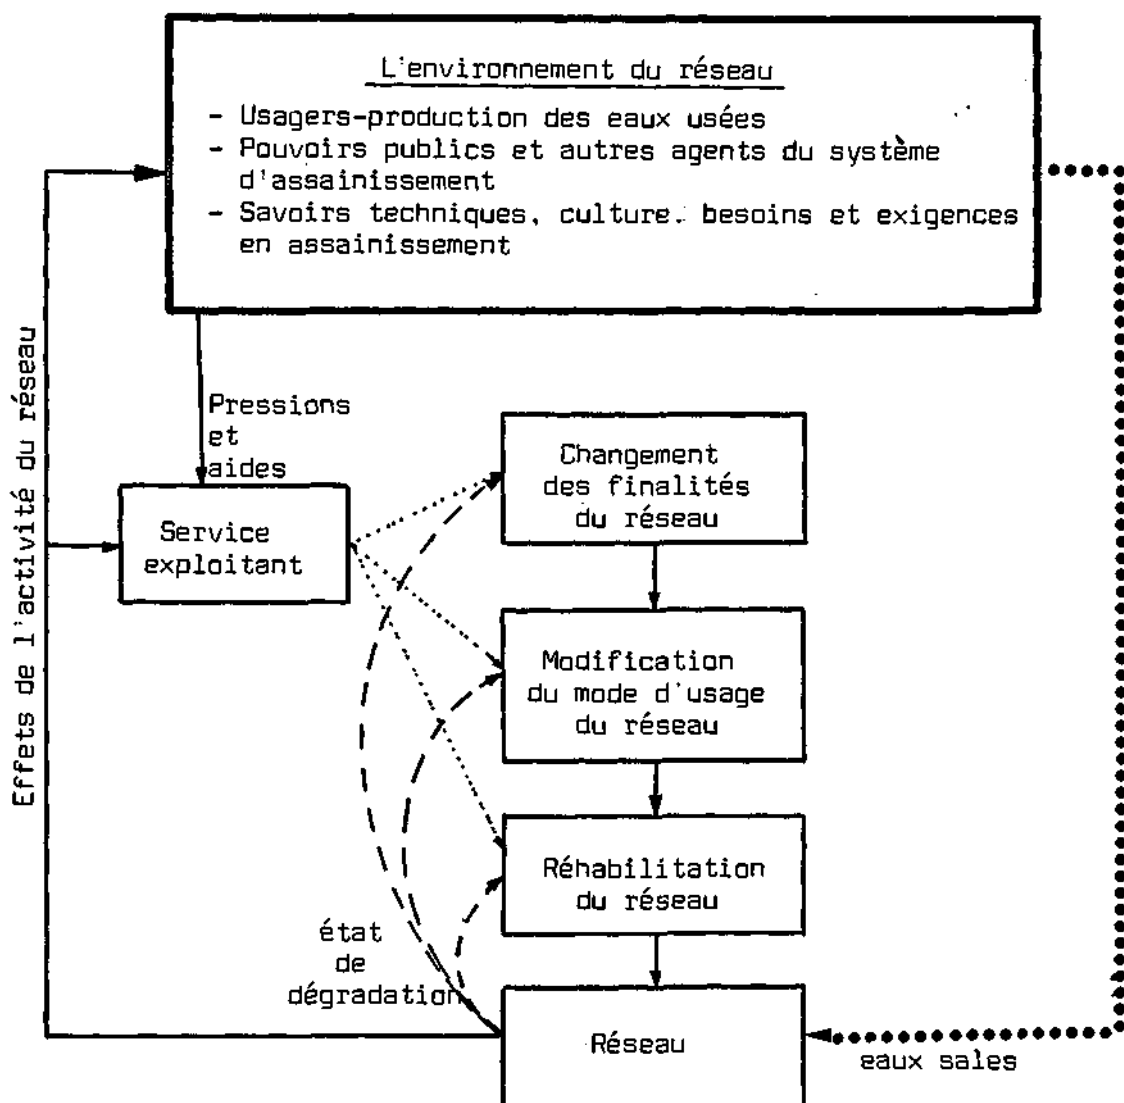 L'environnement du réseau
- Usagers-production des eaux usées
- Pouvoirs publics et autres agents du système
d'assainissement
- Savoirs techniques, culture. besoins et exigences
en assainissement
Effets de l'activité du réseau
Pressions
et
aides
Service
exploitant
Changement
des finalités
du réseau
Modification
du mode d'usage
du réseau
Réhabilitation
du réseau
état
de
dégradation
Réseau
eaux sales